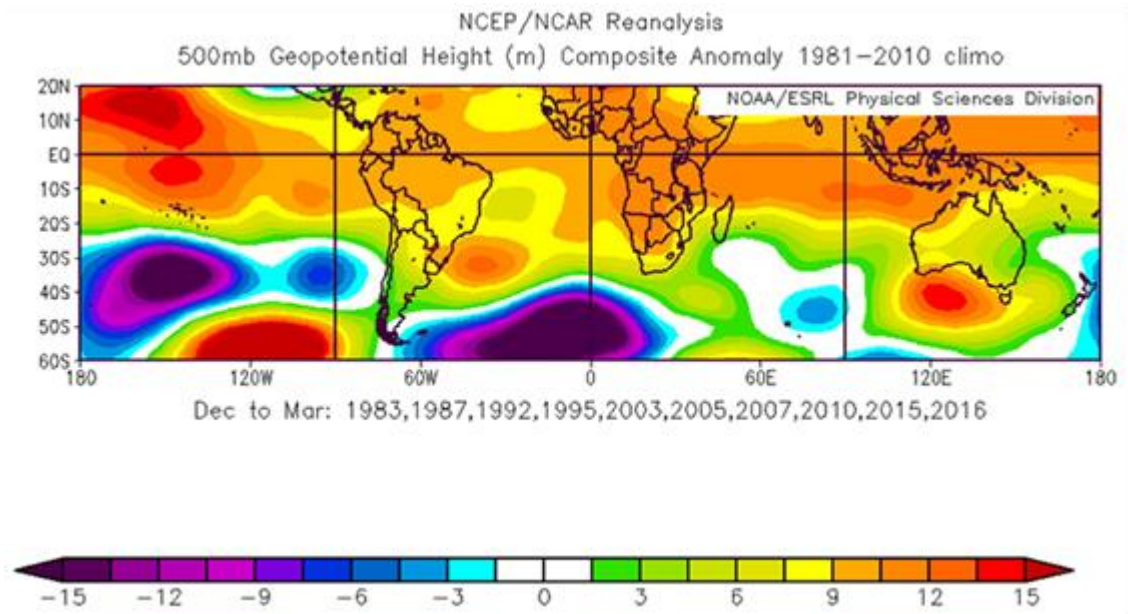 NCEP/NCAR Reanalysis
500mb Geopotential Height (m) Composite Anomaly 1981-2010 climo
NOAA/ESRL Physical Sciences Division
20N
10N
EQ
10S
20S
30S
40S
50S
60S
180 120W 60W 0 60E 120E 180
Dec to Mar: 1983,1987,1992,1995,2003,2005,2007,2010,2015,2016
-15 -12 -9 -6 -3 0 3 6 9 12 15